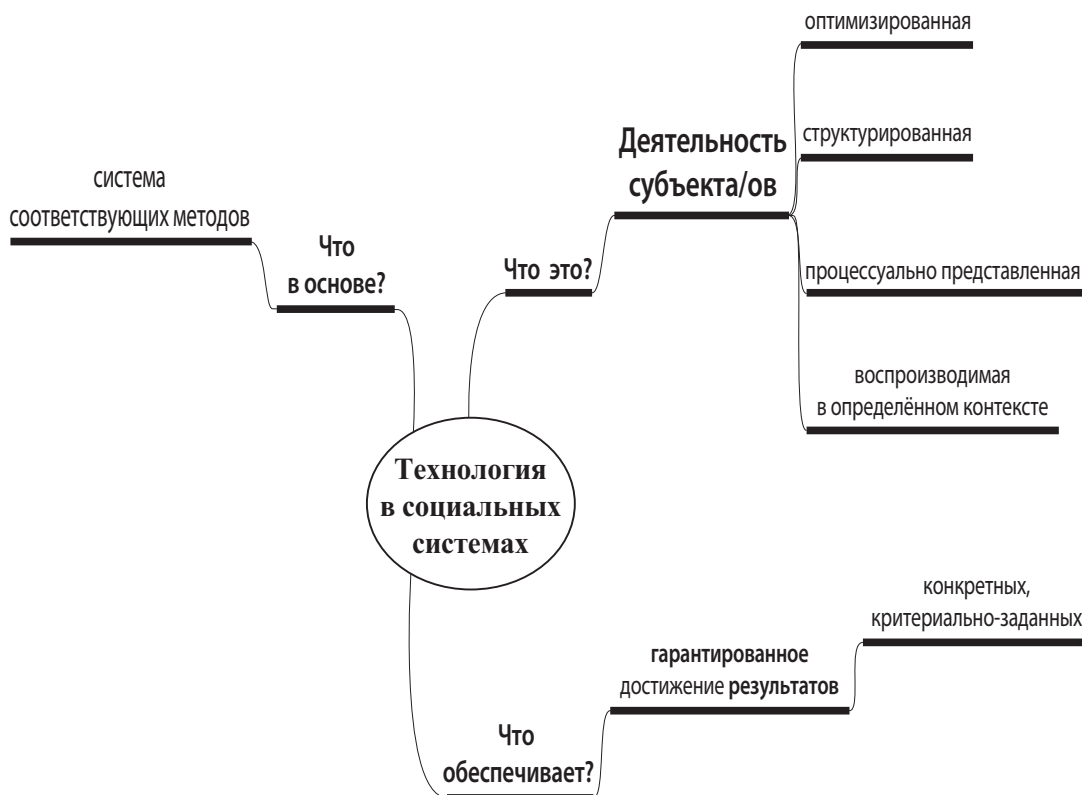 оптимизированная
структурированная
Деятельность
субъекта/ов
система
соответствующих методов
Что
в основе?
Что это?
процессуально представленная
воспроизводимая
в определённом контексте
Технология
в социальных
системах
конкретных,
критериально-заданных
гарантированное
достижение результатов
Что
обеспечивает?